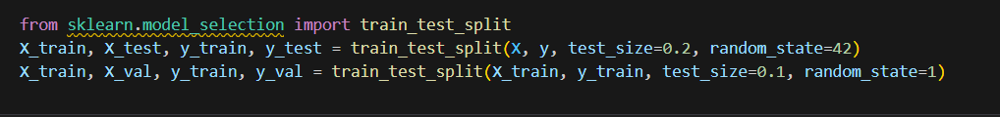 from sklearn.model_selection import train_test_split
X_train, X_test, y_train, y_test = train_test_split(X, y, test_size=0.2, random_state=42)
X_train, X_val, y_train, y_val = train_test_split(X_train, y_train, test_size=0.1, random_state=1)